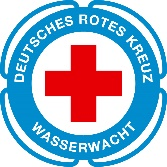 DEUTSCHES ROTES KREUZ
WASSERWACHT